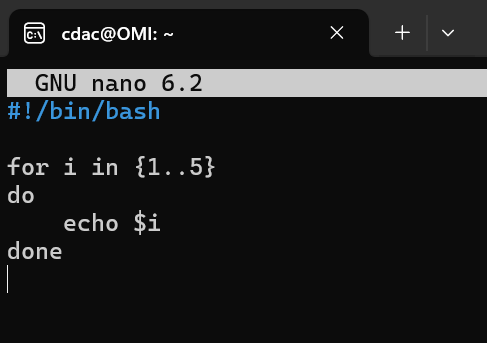 cdac@OMI: ~
GNU nano 6.2
#!/bin/bash
for i in {1..5}
do
    echo $i
done